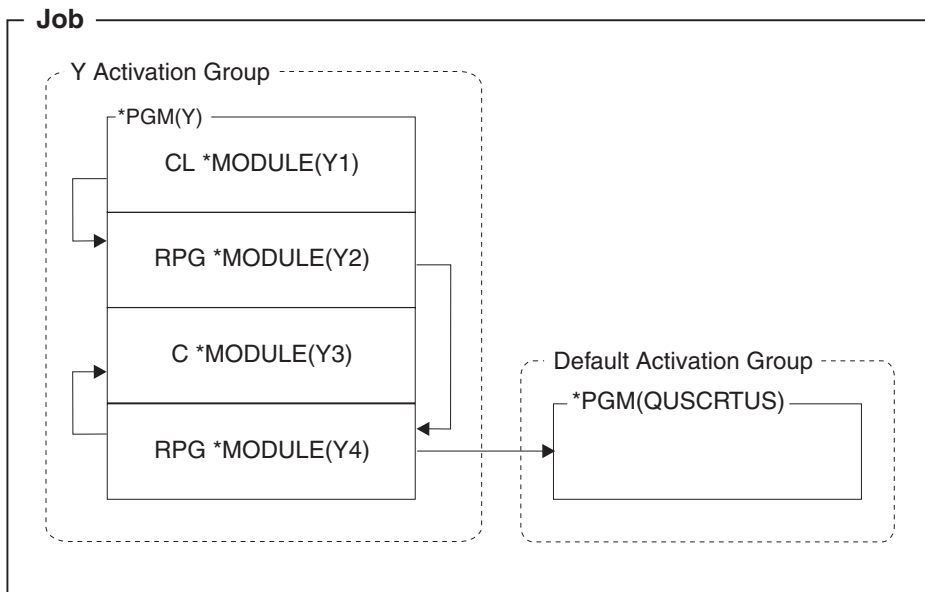 Job
Y Activation Group
*PGM(Y)
CL *MODULE(Y1)
RPG *MODULE(Y2)
C *MODULE(Y3)
RPG *MODULE(Y4)
Default Activation Group
*PGM(QUSCRTUS)